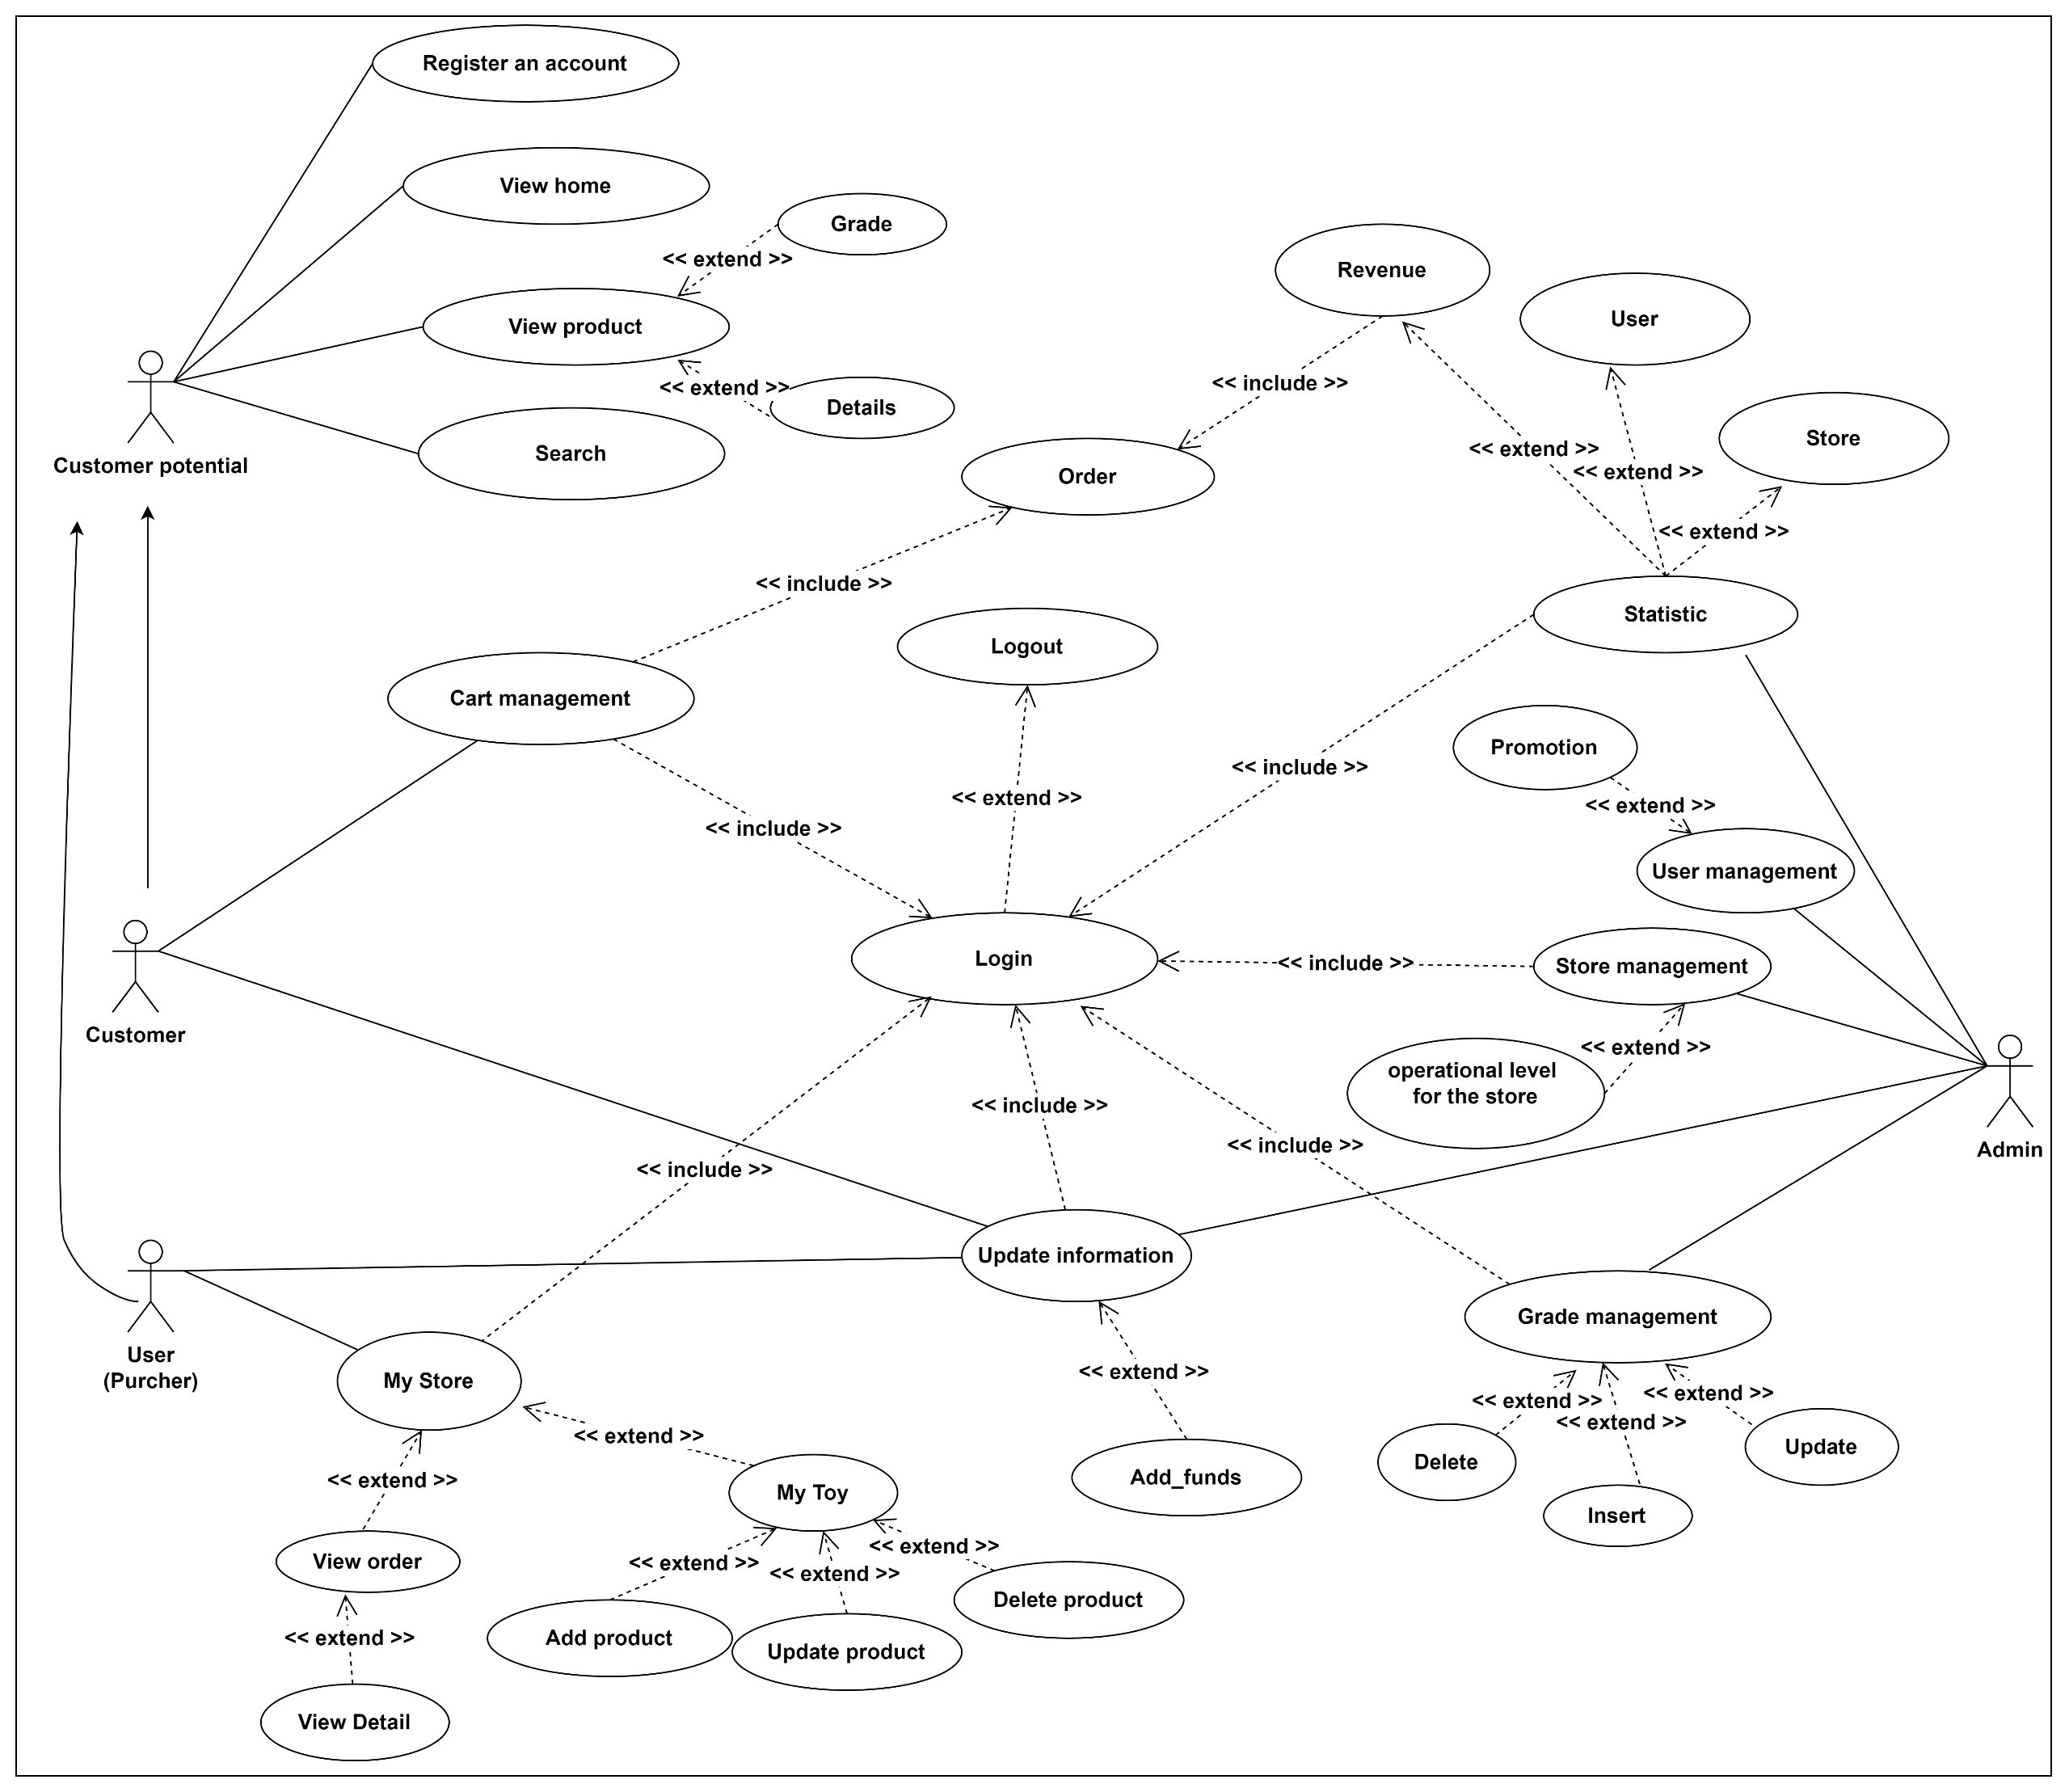 Register an account
View home
Grade
<< extend >>
Revenue
User
View product
<< include >>
<< extend >>
Details
Store
Search
<< extend >>
Customer potential
<< extend >>
Order
<< extend >>
<< include >>
Statistic
Logout
Cart management
Promotion
<< include >>
<< extend >>
<< extend >>
<< include >>
User management
Login
<< include >>
Store management
Customer
<< extend >>
operational level
for the store
<< include >>
<< include >>
Admin
<< include >>
Update information
Grade management
User
(Purcher)
My Store
<< extend >>
<< extend >>
<< extend >>
<< extend >>
<< extend >>
Update
Delete
<< extend >>
Add_funds
My Toy
Insert
<< extend >>
View order
<< extend >>
<< extend >>
Delete product
Add product
<< extend >>
Update product
View Detail